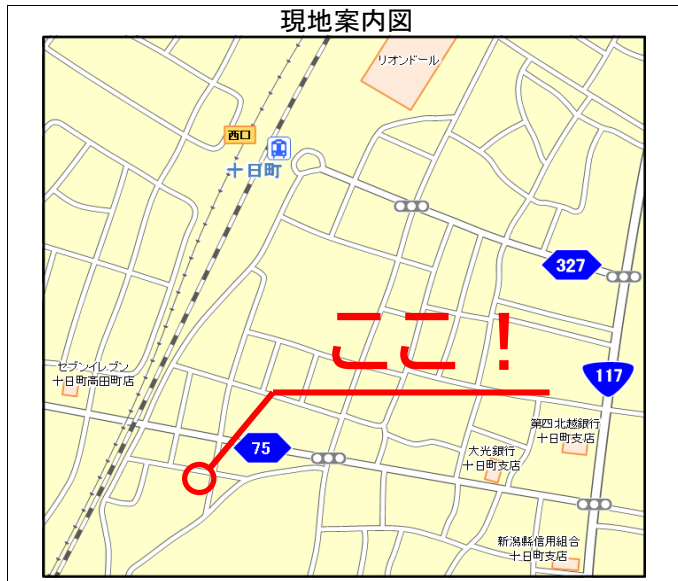 現地案内図
リオンドール
西口
十日町
327
ここ！
セブンイレブン
十日町高田町店
117
第四北越銀行
十日町支店
75
大光銀行
十日町支店
新潟縣信用組合
十日町支店